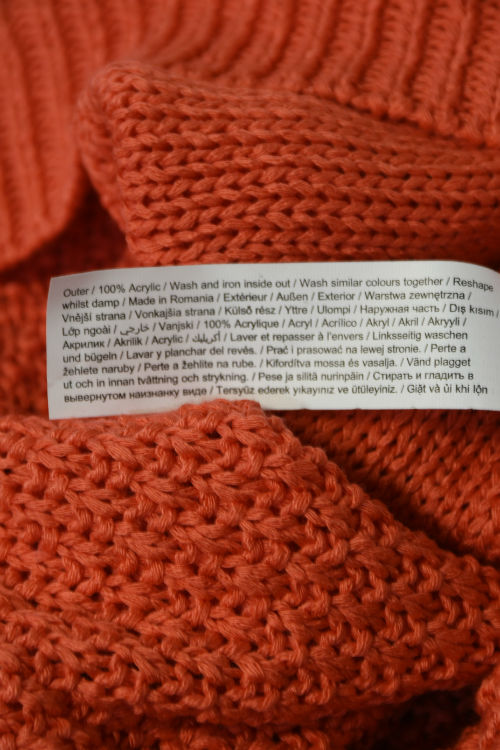 Outer / 100% Acrylic / Wash and iron inside out / Wash similar colours together / Reshape
whilst damp / Made in Romania / Extérieur / Außen / Exterior / Warstwa zewnętrzna /
Vnější strana / Vonkajšia strana / Külső rész / Yttre / Ulompi / Наружная часть / Dış kısım /
Lớp ngoài / خارجي / Vanjski / 100% Acrylique / Acryl / Acrílico / Akryl / Akril / Akryyli /
Акрилик / Akrilik / Acrylic / أكريليك / Laver et repasser à l'envers / Linksseitig waschen
und bügeln / Lavar y planchar del revés. / Prać i prasować na lewej stronie. / Perte a
žehlete naruby / Perte a žehlite na rube. / Kifordítva mossa és vasalja. / Vänd plagget
ut och in innan tvättning och strykning. / Pese ja silitä nurinpäin / Стирать и гладить в
вывернутом наизнанку виде / Tersyüz ederek yıkayınız ve ütüleyiniz. / Giặt và ủi khi lộn